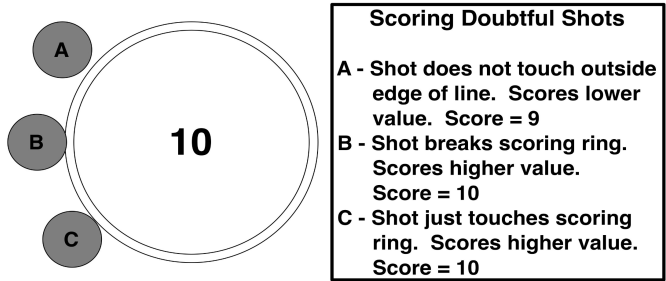 A
B
C
10
Scoring Doubtful Shots
A - Shot does not touch outside
edge of line.  Scores lower
value.  Score = 9
B - Shot breaks scoring ring.
Scores higher value.
Score = 10
C - Shot just touches scoring
ring.  Scores higher value.
Score = 10